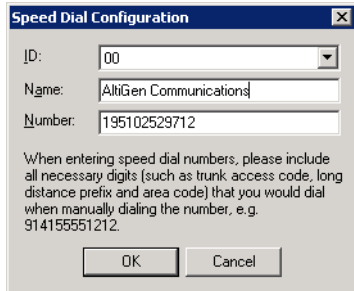 Speed Dial Configuration
ID: 00
Name: AltiGen Communications
Number: 195102529712
When entering speed dial numbers, please include
all necessary digits (such as trunk access code, long
distance prefix and area code) that you would dial
when manually dialing the number, e.g.
914155551212.
OK Cancel